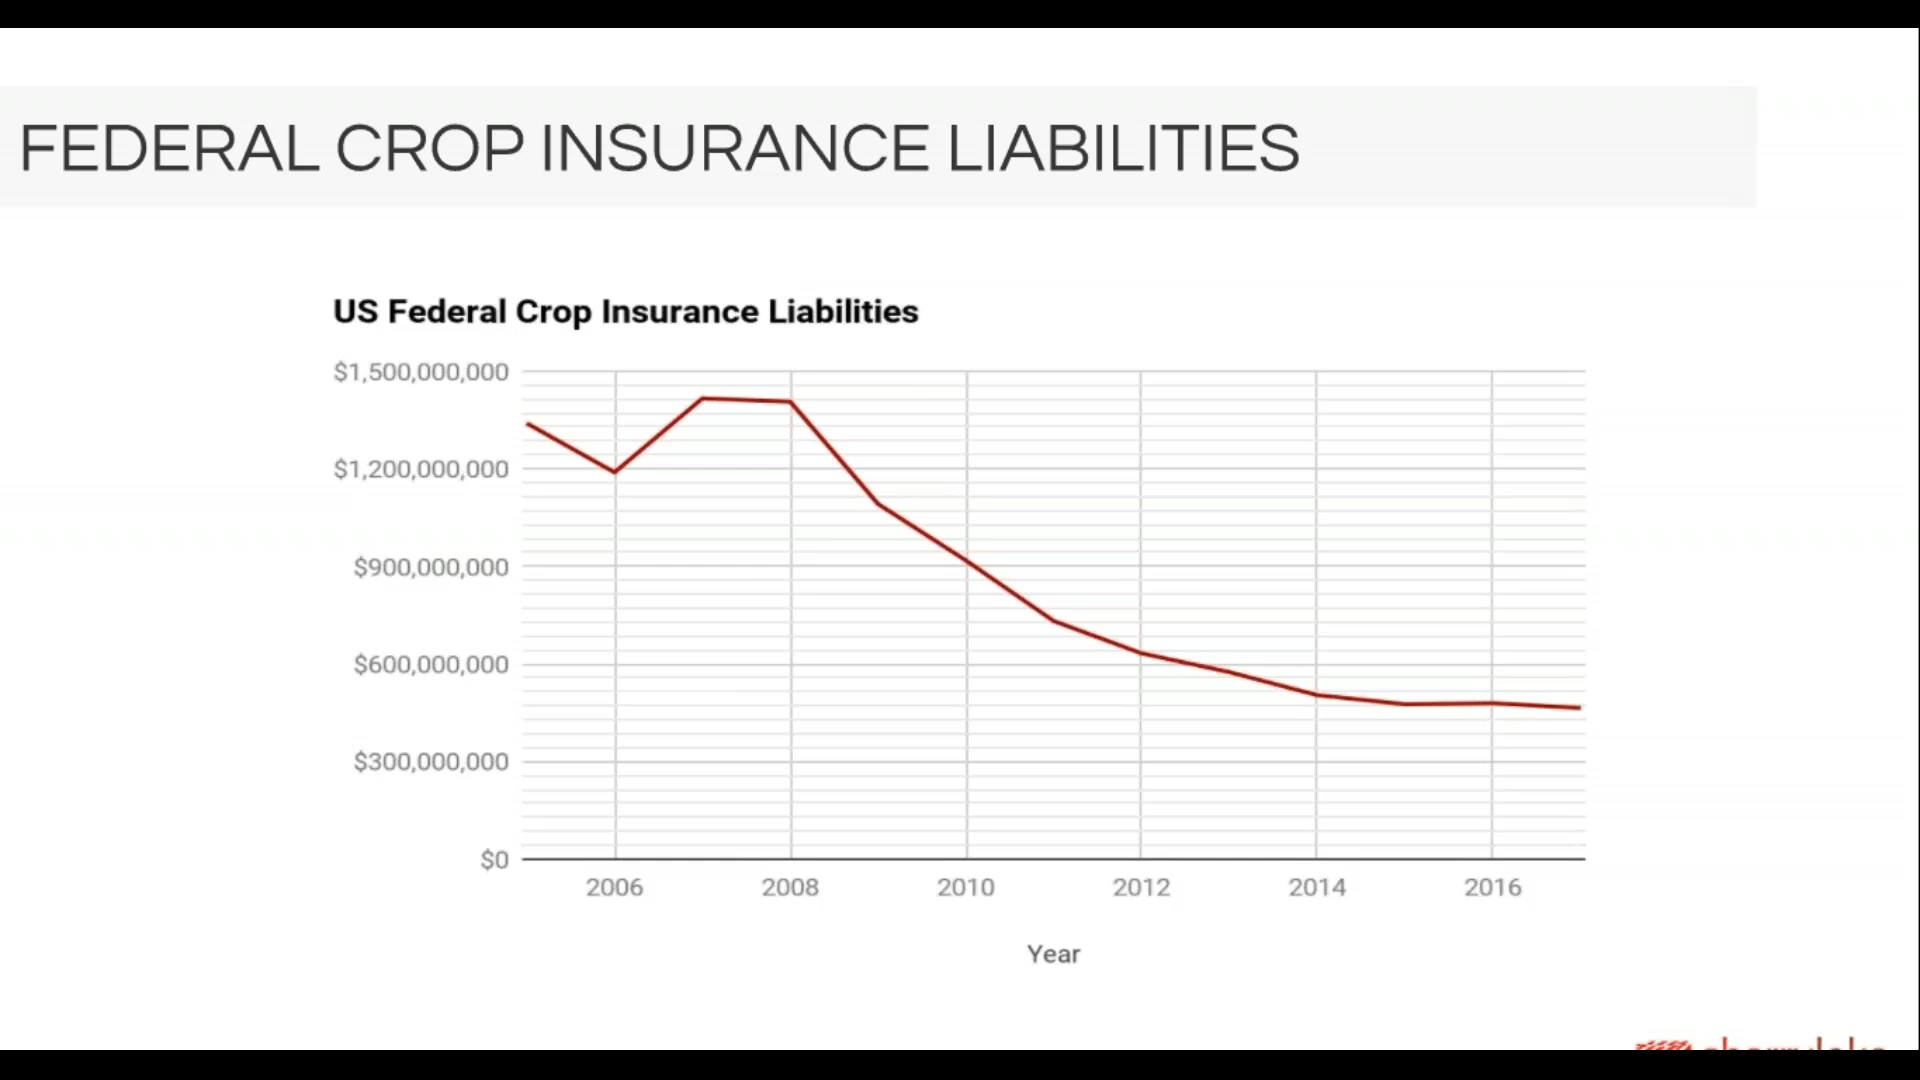 FEDERAL CROP INSURANCE LIABILITIES
US Federal Crop Insurance Liabilities
$1,500,000,000
$1,200,000,000
$900,000,000
$600,000,000
$300,000,000
$0
2006 2008 2010 2012 2014 2016
Year